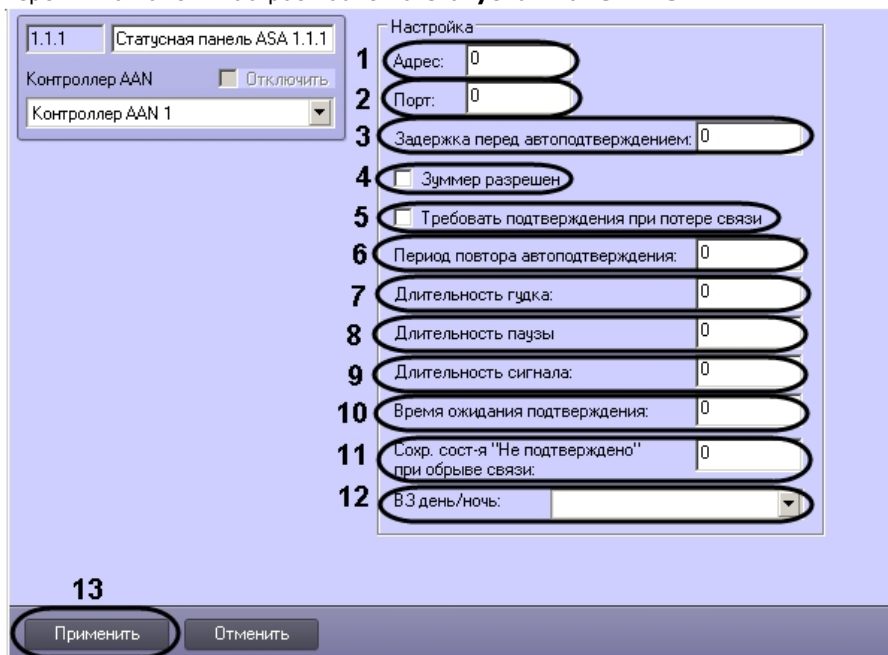 1.1.1 Статусная панель ASA 1.1.1
Контроллер AAN Отключить
Контроллер AAN 1
Настройка
1 Адрес: 0
2 Порт: 0
3 Задержка перед автоподтверждением: 0
4 Зуммер разрешен
5 Требовать подтверждения при потере связи
6 Период повтора автоподтверждения: 0
7 Длительность гудка: 0
8 Длительность паузы 0
9 Длительность сигнала: 0
10 Время ожидания подтверждения: 0
11 Сохр. сост-я "Не подтверждено" 0
при обрыве связи:
12 ВЗ день/ночь:
13
Применить Отменить